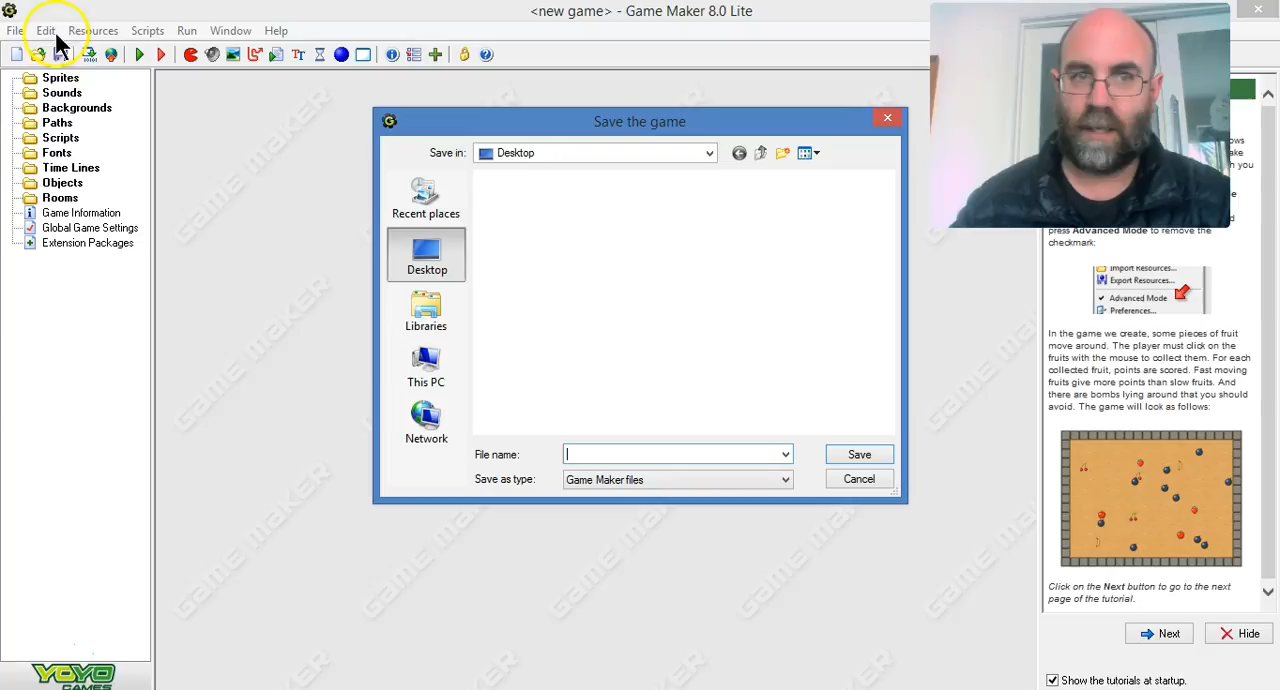 <new game> - Game Maker 8.0 Lite
File Edit Resources Scripts Run Window Help
Sprites
Sounds
Backgrounds
Paths
Scripts
Fonts
Time Lines
Objects
Rooms
Game Information
Global Game Settings
Extension Packages
YOYO
GAMES
Save the game
Save in: Desktop
Recent places
Desktop
Libraries
This PC
Network
File name:
Save
Save as type: Game Maker files
Cancel
press Advanced Mode to remove the
checkmark:
Import Resources...
Export Resources...
Advanced Mode
Preferences...
In the game we create, some pieces of fruit
move around. The player must click on the
fruits with the mouse to collect them. For each
collected fruit, points are scored. Fast moving
fruits give more points than slow fruits. And
there are bombs lying around that you should
avoid. The game will look as follows:
Click on the Next button to go to the next
page of the tutorial.
Next Hide
Show the tutorials at startup.
GAME MAKER